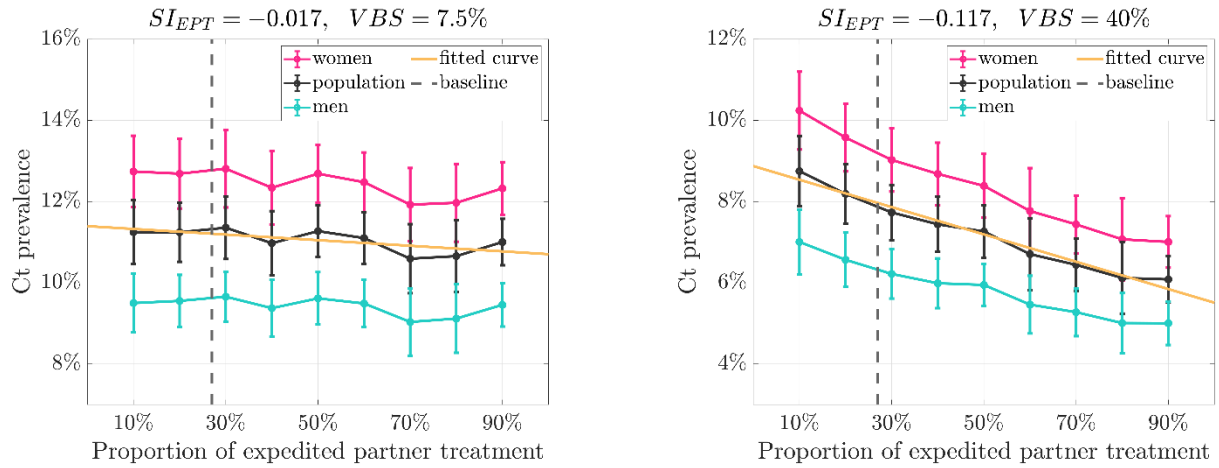 SI_EPT = −0.017, VBS = 7.5%
16%
14%
12%
10%
8%
Ct prevalence
women
population
men
fitted curve
baseline
10% 30% 50% 70% 90%
Proportion of expedited partner treatment
SI_EPT = −0.117, VBS = 40%
12%
10%
8%
6%
4%
Ct prevalence
women
population
men
fitted curve
baseline
10% 30% 50% 70% 90%
Proportion of expedited partner treatment